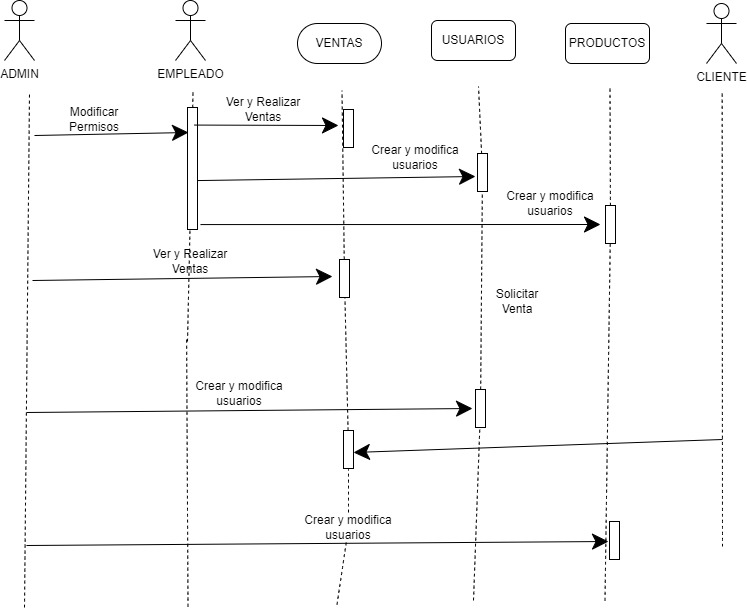 ADMIN
EMPLEADO
VENTAS
USUARIOS
PRODUCTOS
CLIENTE
Modificar
Permisos
Ver y Realizar
Ventas
Crear y modifica
usuarios
Crear y modifica
usuarios
Ver y Realizar
Ventas
Solicitar
Venta
Crear y modifica
usuarios
Crear y modifica
usuarios